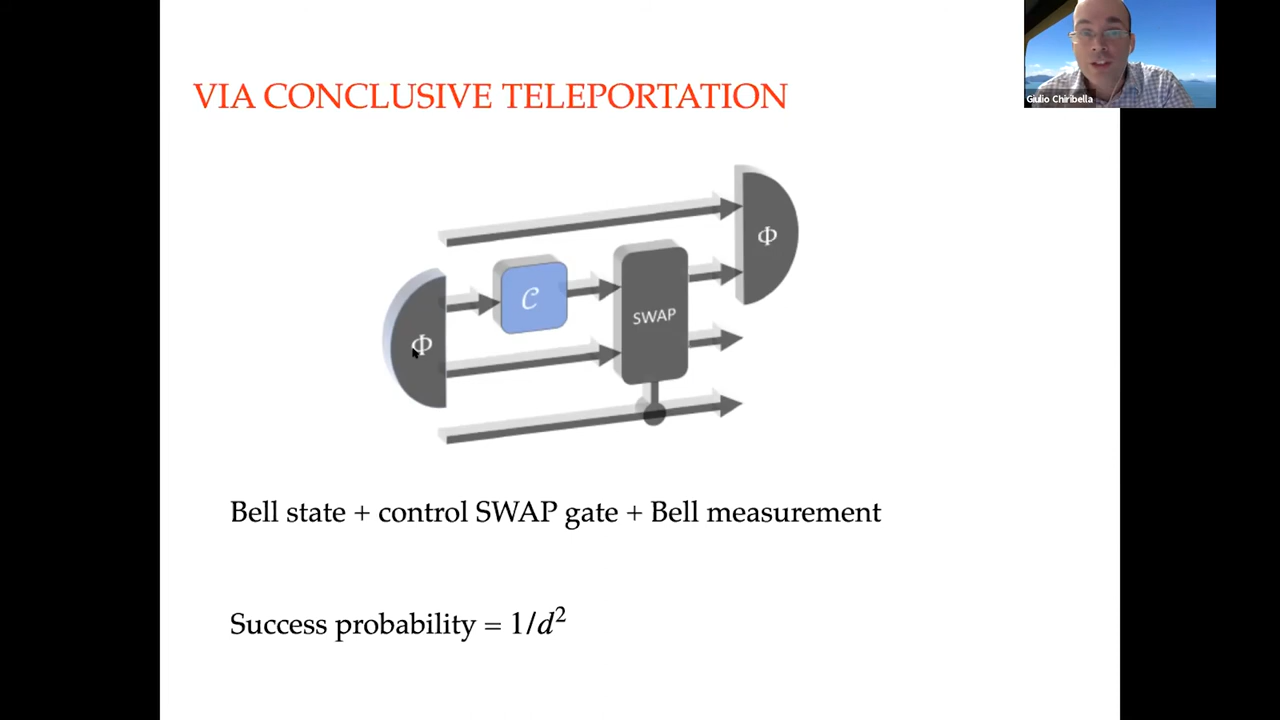 Giulio Chiribella
VIA CONCLUSIVE TELEPORTATION
Φ
𝒞
SWAP
Φ
Bell state + control SWAP gate + Bell measurement
Success probability = 1/d²